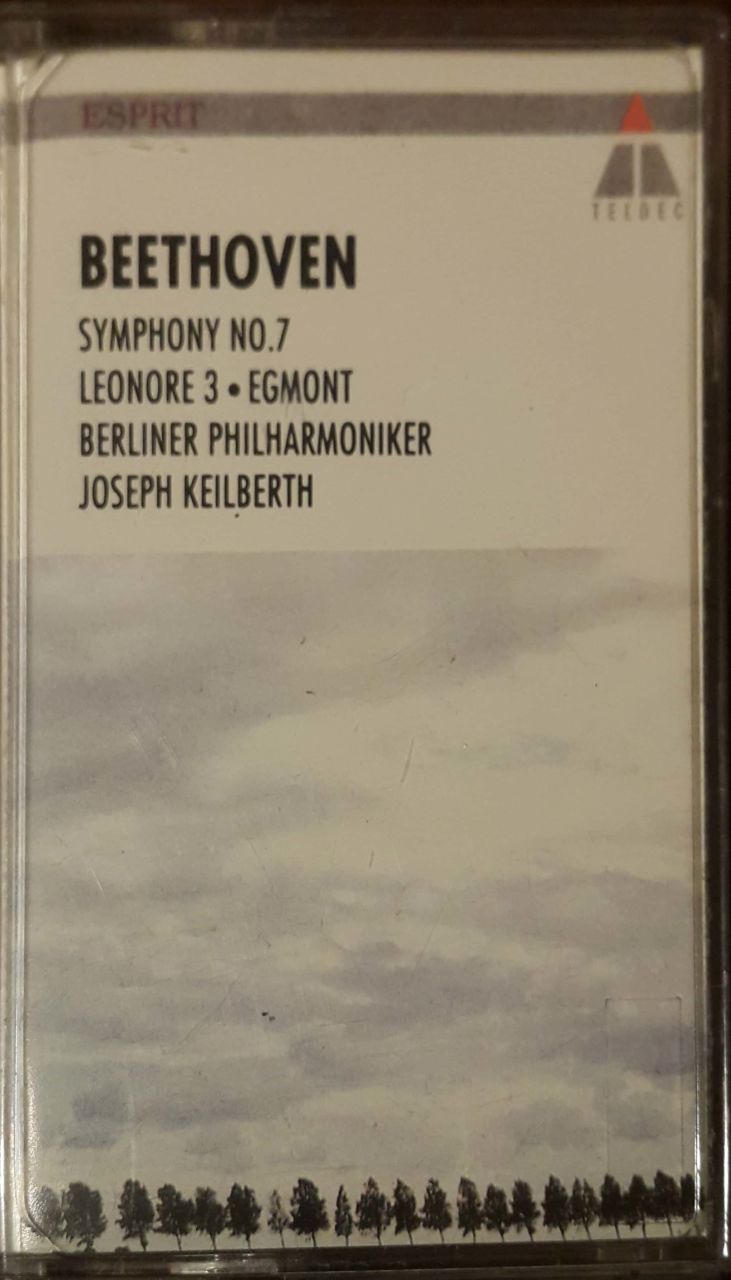 ESPRIT
TELDEC
BEETHOVEN
SYMPHONY NO.7
LEONORE 3 • EGMONT
BERLINER PHILHARMONIKER
JOSEPH KEILBERTH